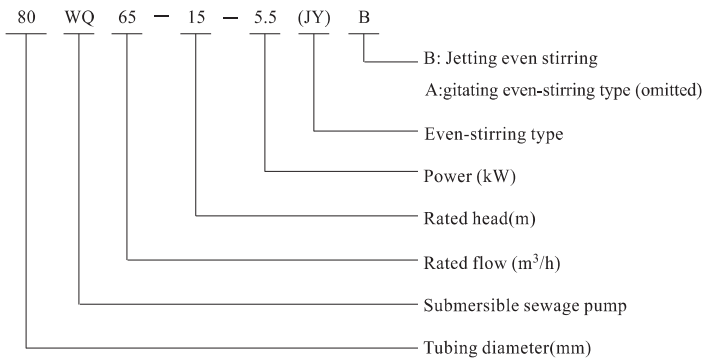 80 WQ 65 — 15 — 5.5 (JY) B
B: Jetting even stirring
A:gitating even-stirring type (omitted)
Even-stirring type
Power (kW)
Rated head(m)
Rated flow (m³/h)
Submersible sewage pump
Tubing diameter(mm)